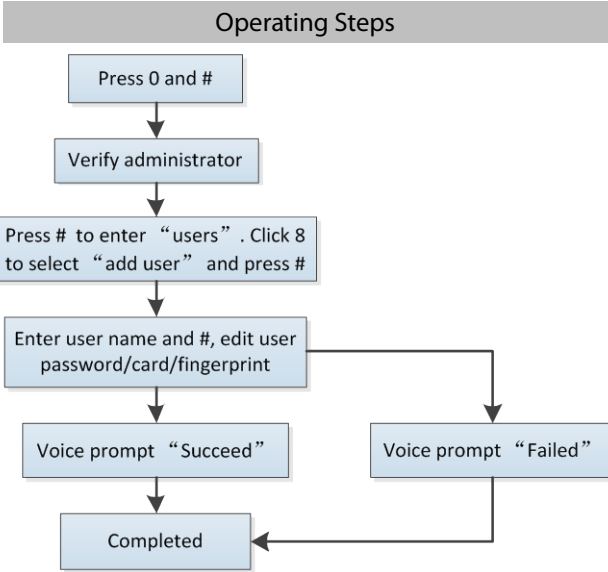 Operating Steps
Press 0 and #
Verify administrator
Press # to enter “users”. Click 8
to select “add user” and press #
Enter user name and #, edit user
password/card/fingerprint
Voice prompt “Succeed”
Voice prompt “Failed”
Completed